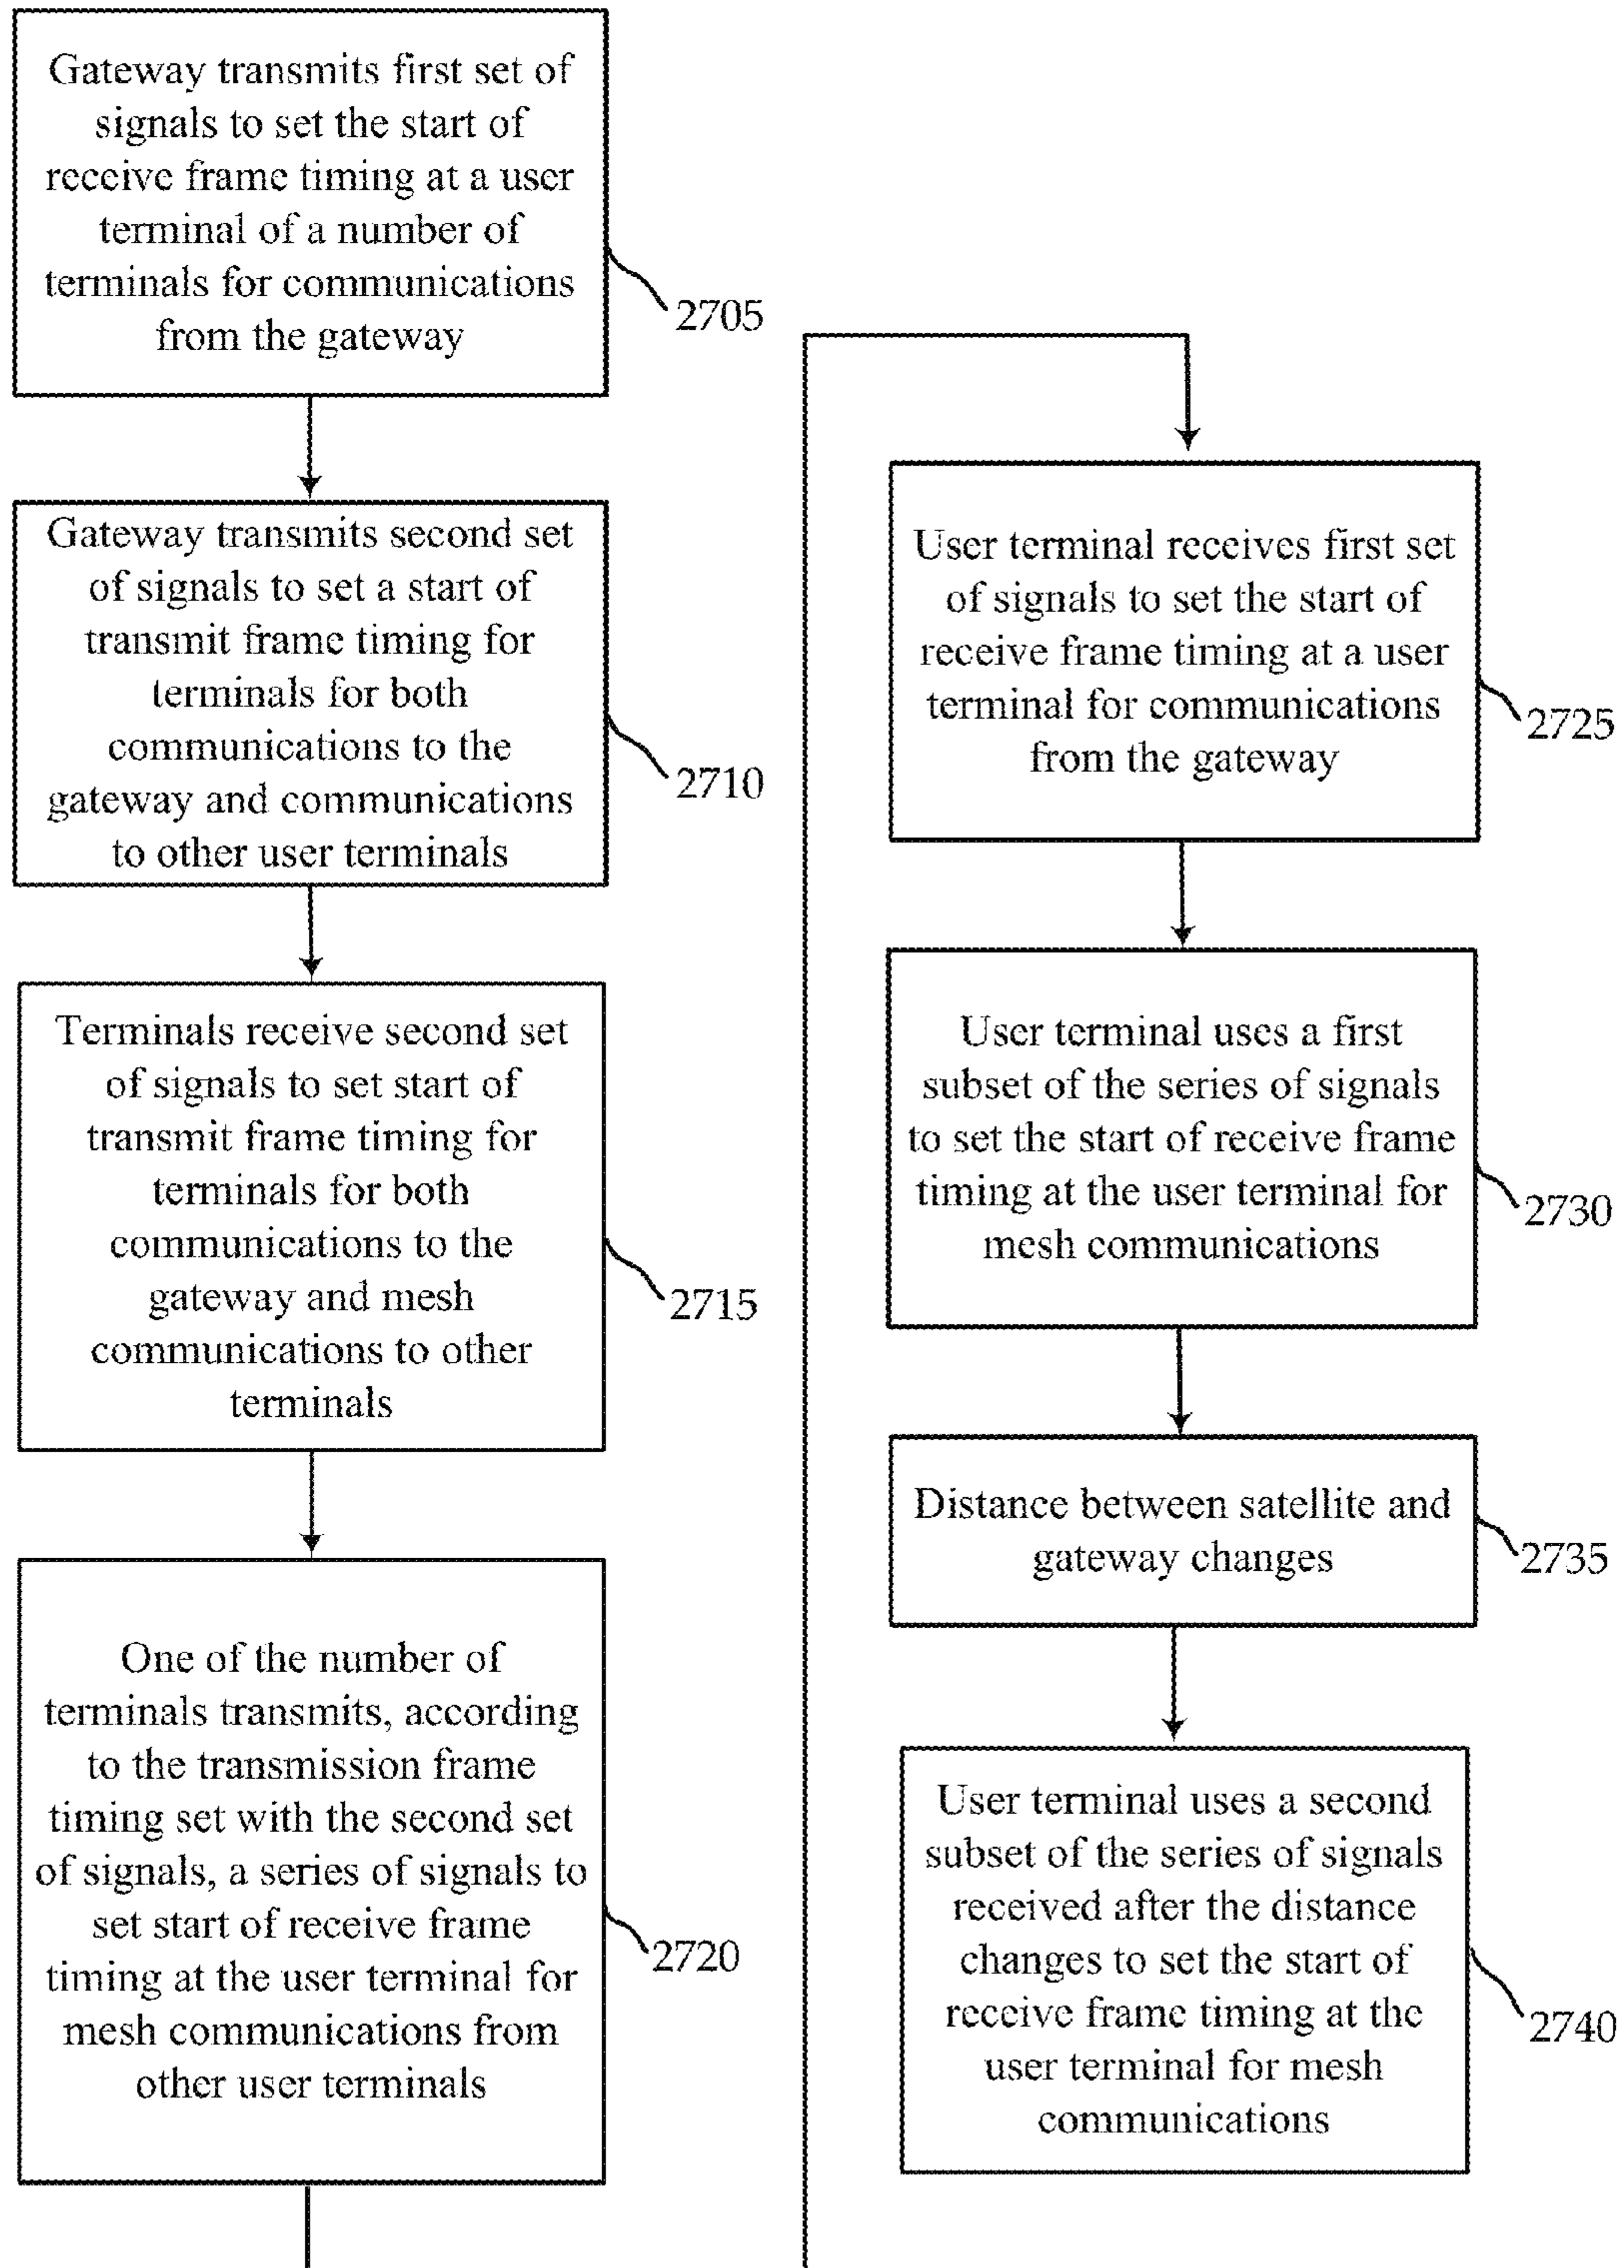 Gateway transmits first set of
signals to set the start of
receive frame timing at a user
terminal of a number of
terminals for communications
from the gateway
2705
Gateway transmits second set
of signals to set a start of
transmit frame timing for
terminals for both
communications to the
gateway and communications
to other user terminals
2710
Terminals receive second set
of signals to set start of
transmit frame timing for
terminals for both
communications to the
gateway and mesh
communications to other
terminals
2715
One of the number of
terminals transmits, according
to the transmission frame
timing set with the second set
of signals, a series of signals to
set start of receive frame
timing at the user terminal for
mesh communications from
other user terminals
2720
User terminal receives first set
of signals to set the start of
receive frame timing at a user
terminal for communications
from the gateway
2725
User terminal uses a first
subset of the series of signals
to set the start of receive frame
timing at the user terminal for
mesh communications
2730
Distance between satellite and
gateway changes
2735
User terminal uses a second
subset of the series of signals
received after the distance
changes to set the start of
receive frame timing at the
user terminal for mesh
communications
2740